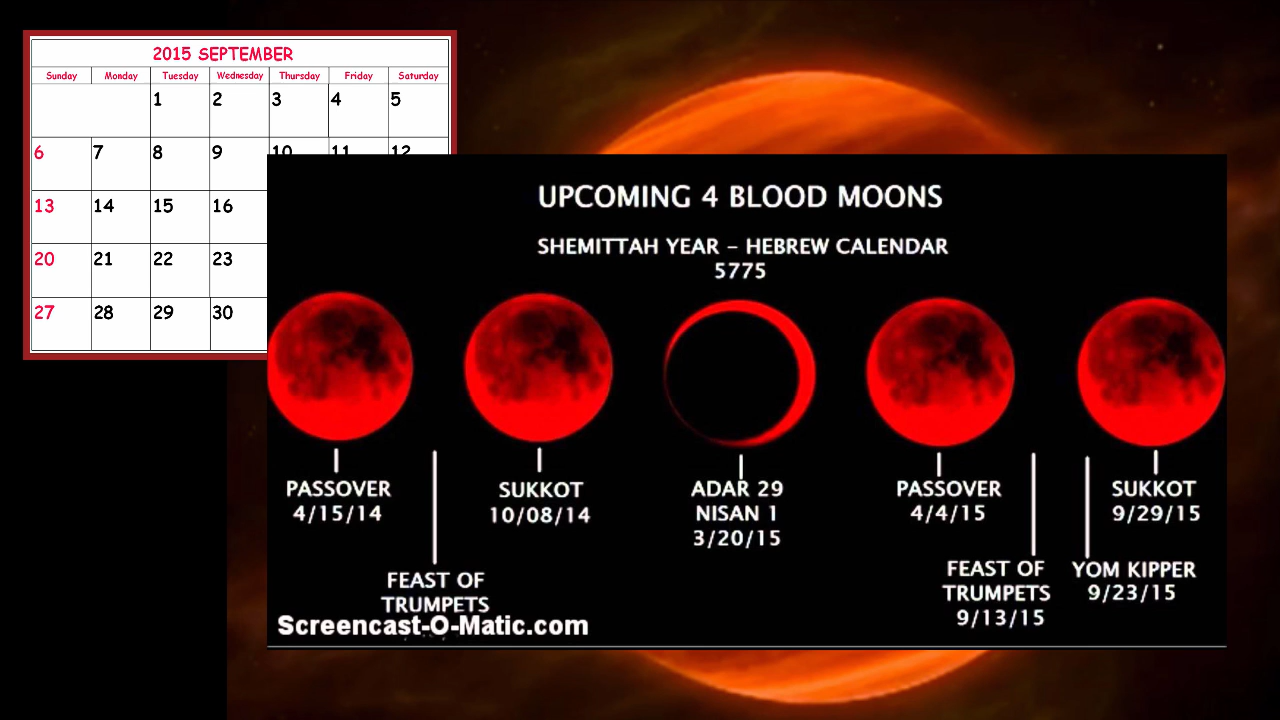 2015 SEPTEMBER
Sunday Monday Tuesday Wednesday Thursday Friday Saturday
1 2 3 4 5
6 7 8 9 10 11 12
13 14 15 16
20 21 22 23
27 28 29 30
UPCOMING 4 BLOOD MOONS
SHEMITTAH YEAR – HEBREW CALENDAR
5775
PASSOVER
4/15/14
FEAST OF
TRUMPETS
SUKKOT
10/08/14
ADAR 29
NISAN 1
3/20/15
PASSOVER
4/4/15
FEAST OF
TRUMPETS
9/13/15
YOM KIPPER
9/23/15
SUKKOT
9/29/15
Screencast-O-Matic.com